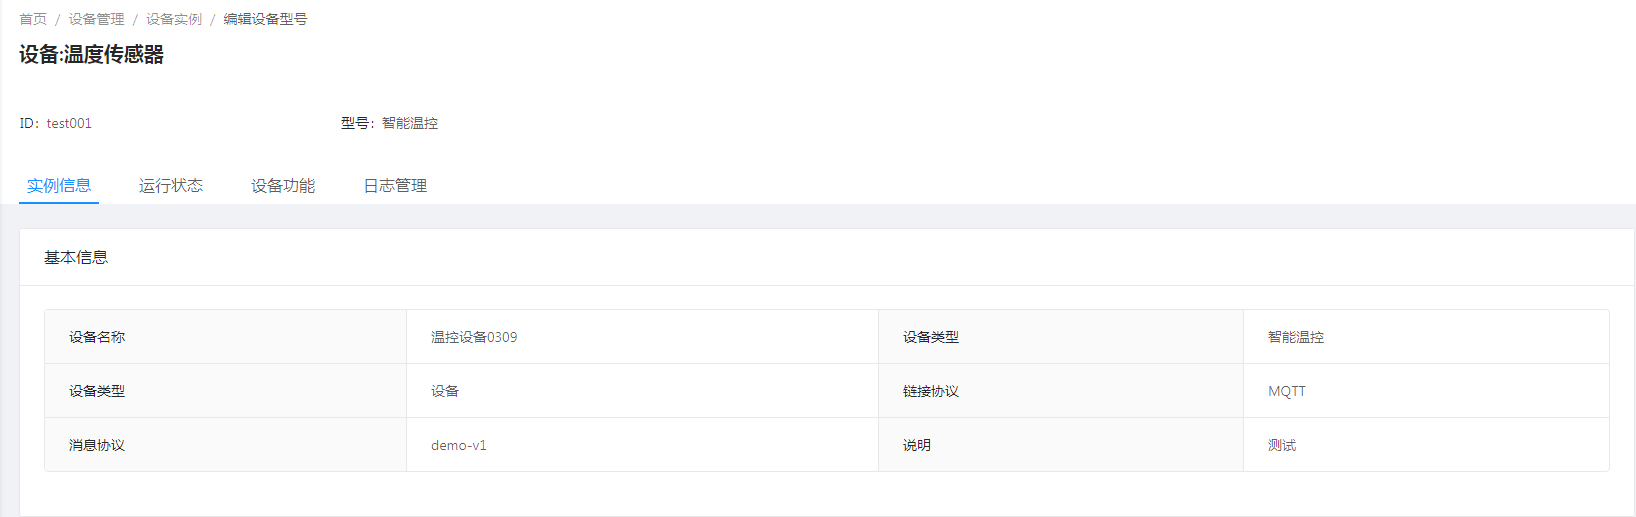 首页 / 设备管理 / 设备实例 / 编辑设备型号
设备:温度传感器
ID：test001 型号：智能温控
实例信息 运行状态 设备功能 日志管理
基本信息
设备名称 温控设备0309 设备类型 智能温控
设备类型 设备 链接协议 MQTT
消息协议 demo-v1 说明 测试